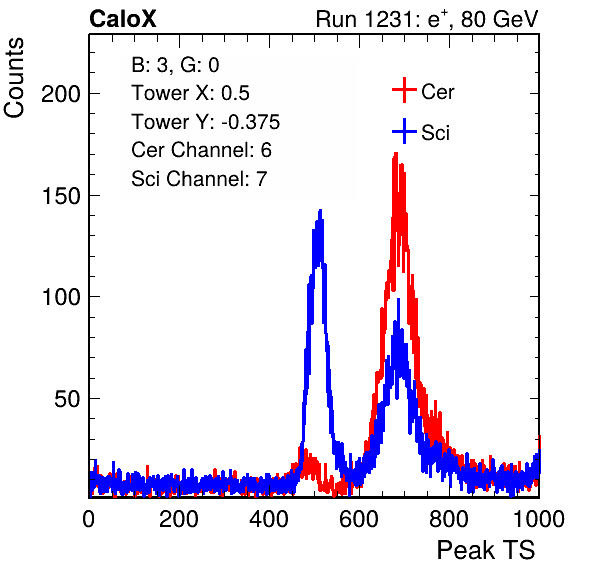 CaloX Run 1231: e⁺, 80 GeV
Counts
B: 3, G: 0
Tower X: 0.5
Tower Y: -0.375
Cer Channel: 6
Sci Channel: 7
Cer
Sci
200
150
100
50
0 200 400 600 800 1000
Peak TS